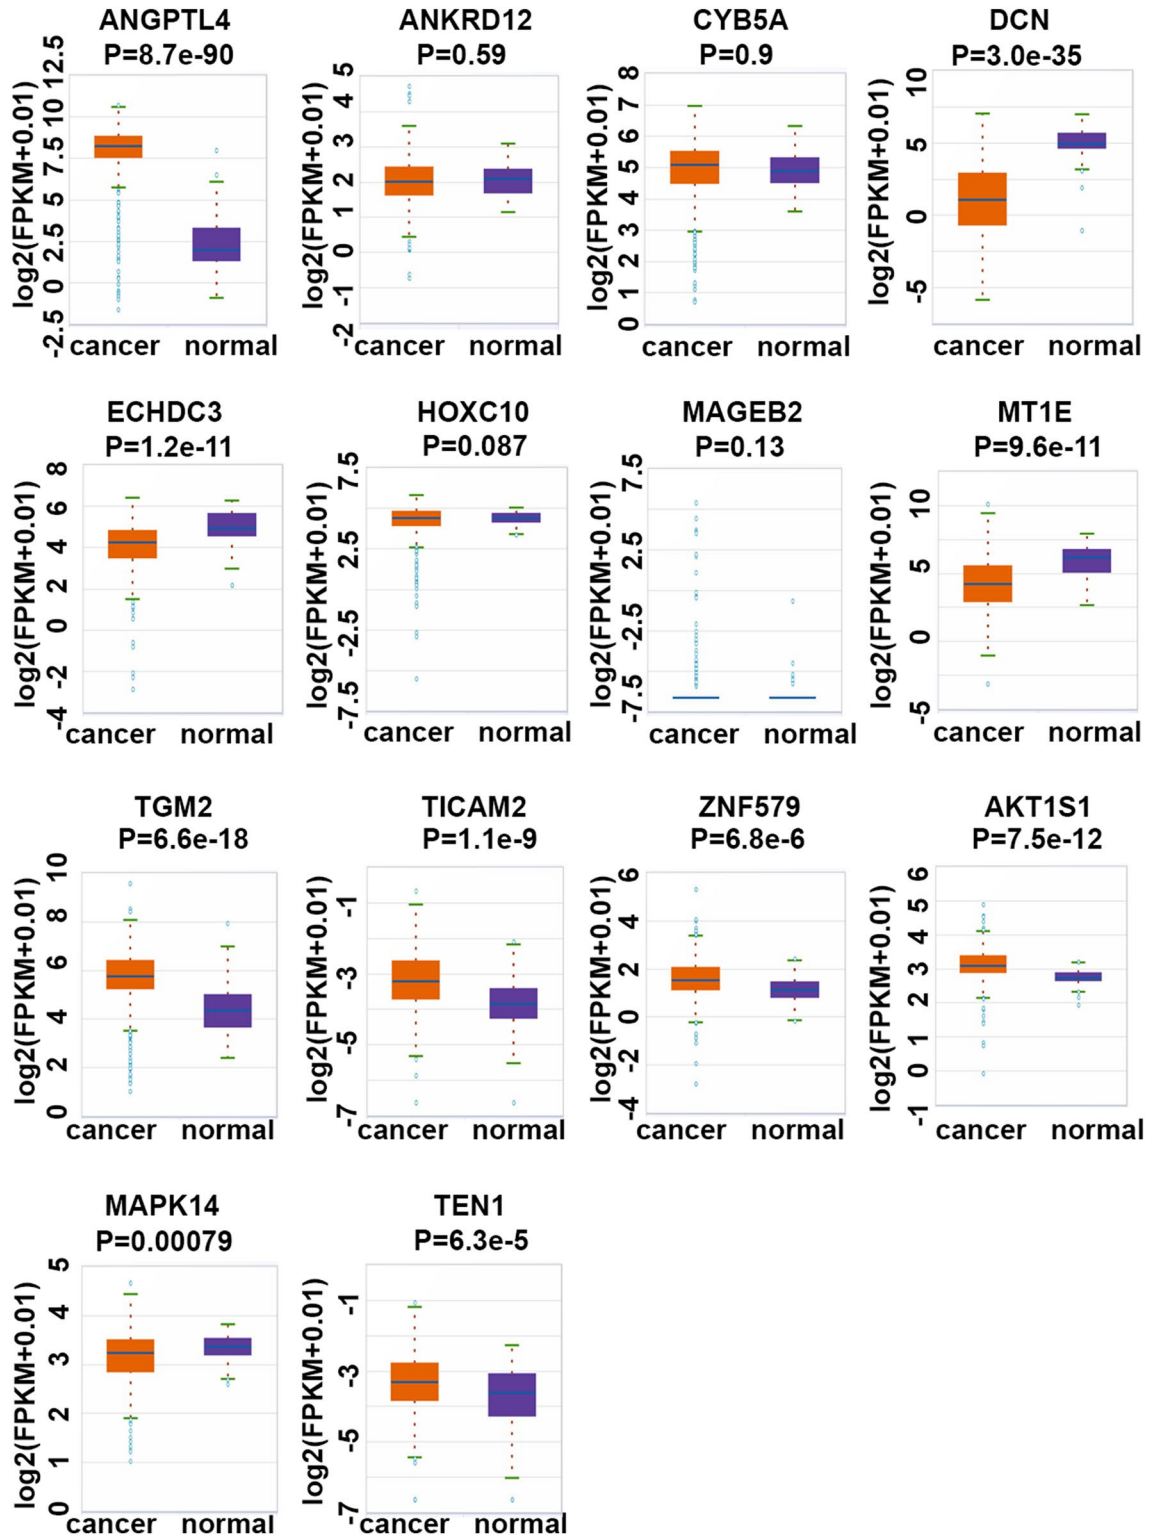 ANGPTL4
P=8.7e-90
log2(FPKM+0.01)
12.5
10
7.5
5
2.5
0
-2.5
cancer normal
ANKRD12
P=0.59
log2(FPKM+0.01)
5
4
3
2
1
0
-1
-2
cancer normal
CYB5A
P=0.9
log2(FPKM+0.01)
8
7
6
5
4
3
2
1
0
cancer normal
DCN
P=3.0e-35
log2(FPKM+0.01)
10
5
0
-5
cancer normal
ECHDC3
P=1.2e-11
log2(FPKM+0.01)
8
6
4
2
0
-2
-4
cancer normal
HOXC10
P=0.087
log2(FPKM+0.01)
7.5
2.5
-2.5
-7.5
cancer normal
MAGEB2
P=0.13
log2(FPKM+0.01)
7.5
2.5
-2.5
-7.5
cancer normal
MT1E
P=9.6e-11
log2(FPKM+0.01)
10
5
0
-5
cancer normal
TGM2
P=6.6e-18
log2(FPKM+0.01)
10
8
6
4
2
0
cancer normal
TICAM2
P=1.1e-9
log2(FPKM+0.01)
-1
-3
-5
-7
cancer normal
ZNF579
P=6.8e-6
log2(FPKM+0.01)
6
4
2
0
-2
-4
cancer normal
AKT1S1
P=7.5e-12
log2(FPKM+0.01)
6
5
4
3
2
1
0
-1
cancer normal
MAPK14
P=0.00079
log2(FPKM+0.01)
5
4
3
2
1
0
cancer normal
TEN1
P=6.3e-5
log2(FPKM+0.01)
-1
-3
-5
-7
cancer normal